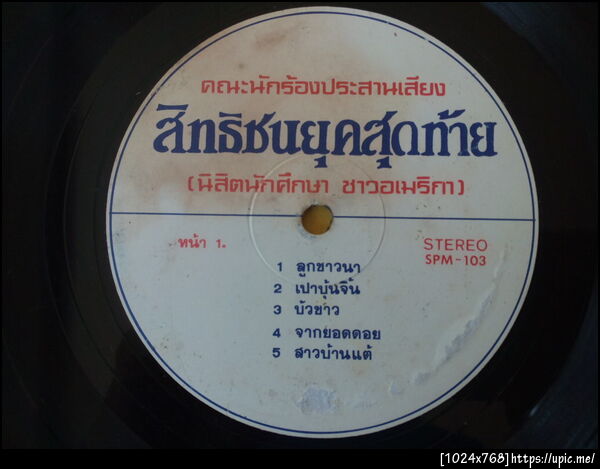 คณะนักร้องประสานเสียง
สิทธิชนยุคสุดท้าย
(นิสิตนักศึกษา ชาวอเมริกา)
หน้า 1.
STEREO
SPM-103
1 ลูกชาวนา
2 เปาบุ้นจิ้น
3 บัวขาว
4 จากยอดดอย
5 สาวบ้านแต้
[1024x768]https://upic.me/